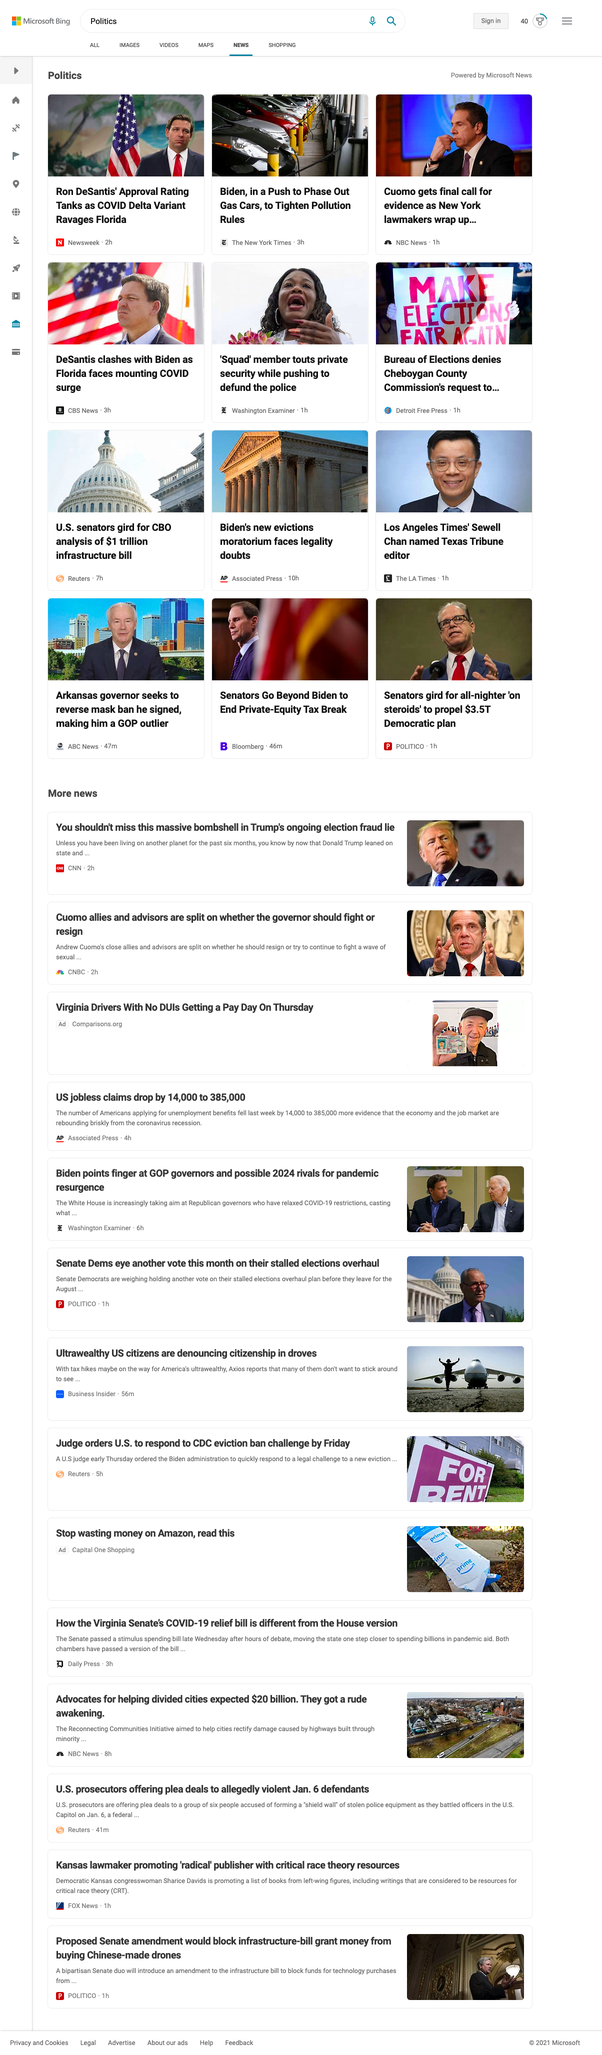 Microsoft Bing
Politics
Sign in
40
ALL
IMAGES
VIDEOS
MAPS
NEWS
SHOPPING
Politics
Powered by Microsoft News
Ron DeSantis' Approval Rating
Tanks as COVID Delta Variant
Ravages Florida
Newsweek · 2h
Biden, in a Push to Phase Out
Gas Cars, to Tighten Pollution
Rules
The New York Times · 3h
Cuomo gets final call for
evidence as New York
lawmakers wrap up...
NBC News · 1h
DeSantis clashes with Biden as
Florida faces mounting COVID
surge
CBS News · 3h
'Squad' member touts private
security while pushing to
defund the police
Washington Examiner · 1h
MAKE
ELECTIONS
FAIR AGAIN
Bureau of Elections denies
Cheboygan County
Commission's request to...
Detroit Free Press · 1h
U.S. senators gird for CBO
analysis of $1 trillion
infrastructure bill
Reuters · 7h
Biden's new evictions
moratorium faces legality
doubts
AP Associated Press · 10h
Los Angeles Times' Sewell
Chan named Texas Tribune
editor
The LA Times · 1h
Arkansas governor seeks to
reverse mask ban he signed,
making him a GOP outlier
ABC News · 47m
Senators Go Beyond Biden to
End Private-Equity Tax Break
B Bloomberg · 46m
Senators gird for all-nighter 'on
steroids' to propel $3.5T
Democratic plan
P POLITICO · 1h
More news
You shouldn't miss this massive bombshell in Trump's ongoing election fraud lie
Unless you have been living on another planet for the past six months, you know by now that Donald Trump leaned on
state and ...
CNN · 2h
Cuomo allies and advisors are split on whether the governor should fight or
resign
Andrew Cuomo's close allies and advisors are split on whether he should resign or try to continue to fight a wave of
sexual ...
CNBC · 2h
Virginia Drivers With No DUIs Getting a Pay Day On Thursday
Ad Comparisons.org
US jobless claims drop by 14,000 to 385,000
The number of Americans applying for unemployment benefits fell last week by 14,000 to 385,000 more evidence that the economy and the job market are
rebounding briskly from the coronavirus recession.
AP Associated Press · 4h
Biden points finger at GOP governors and possible 2024 rivals for pandemic
resurgence
The White House is increasingly taking aim at Republican governors who have relaxed COVID-19 restrictions, casting
what ...
Washington Examiner · 6h
Senate Dems eye another vote this month on their stalled elections overhaul
Senate Democrats are weighing holding another vote on their stalled elections overhaul plan before they leave for the
August ...
P POLITICO · 1h
Ultrawealthy US citizens are denouncing citizenship in droves
With tax hikes maybe on the way for America's ultrawealthy, Axios reports that many of them don't want to stick around
to see ...
Business Insider · 56m
Judge orders U.S. to respond to CDC eviction ban challenge by Friday
A U.S judge early Thursday ordered the Biden administration to quickly respond to a legal challenge to a new eviction ...
Reuters · 5h
FOR
RENT
Stop wasting money on Amazon, read this
Ad Capital One Shopping
prime
prime
How the Virginia Senate's COVID-19 relief bill is different from the House version
The Senate passed a stimulus spending bill late Wednesday after hours of debate, moving the state one step closer to spending billions in pandemic aid. Both
chambers have passed a version of the bill ...
Daily Press · 3h
Advocates for helping divided cities expected $20 billion. They got a rude
awakening.
The Reconnecting Communities Initiative aimed to help cities rectify damage caused by highways built through
minority ...
NBC News · 8h
U.S. prosecutors offering plea deals to allegedly violent Jan. 6 defendants
U.S. prosecutors are offering plea deals to a group of six people accused of forming a "shield wall" of stolen police equipment as they battled officers in the U.S.
Capitol on Jan. 6, a federal ...
Reuters · 41m
Kansas lawmaker promoting 'radical' publisher with critical race theory resources
Democratic Kansas congresswoman Sharice Davids is promoting a list of books from left-wing figures, including writings that are considered to be resources for
critical race theory (CRT).
FOX News · 1h
Proposed Senate amendment would block infrastructure-bill grant money from
buying Chinese-made drones
A bipartisan Senate duo will introduce an amendment to the infrastructure bill to block funds for technology purchases
from ...
P POLITICO · 1h
Privacy and Cookies
Legal
Advertise
About our ads
Help
Feedback
© 2021 Microsoft